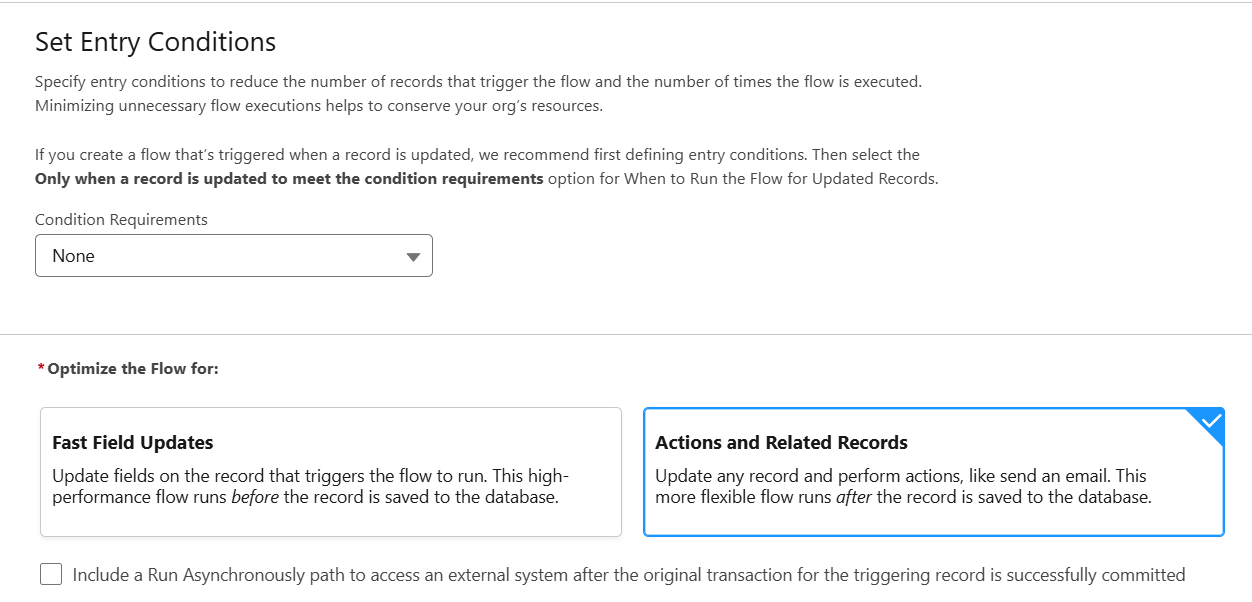 Set Entry Conditions
Specify entry conditions to reduce the number of records that trigger the flow and the number of times the flow is executed.
Minimizing unnecessary flow executions helps to conserve your org's resources.
If you create a flow that's triggered when a record is updated, we recommend first defining entry conditions. Then select the
Only when a record is updated to meet the condition requirements option for When to Run the Flow for Updated Records.
Condition Requirements
None
*Optimize the Flow for:
Fast Field Updates
Update fields on the record that triggers the flow to run. This high-
performance flow runs before the record is saved to the database.
Actions and Related Records
Update any record and perform actions, like send an email. This
more flexible flow runs after the record is saved to the database.
Include a Run Asynchronously path to access an external system after the original transaction for the triggering record is successfully committed